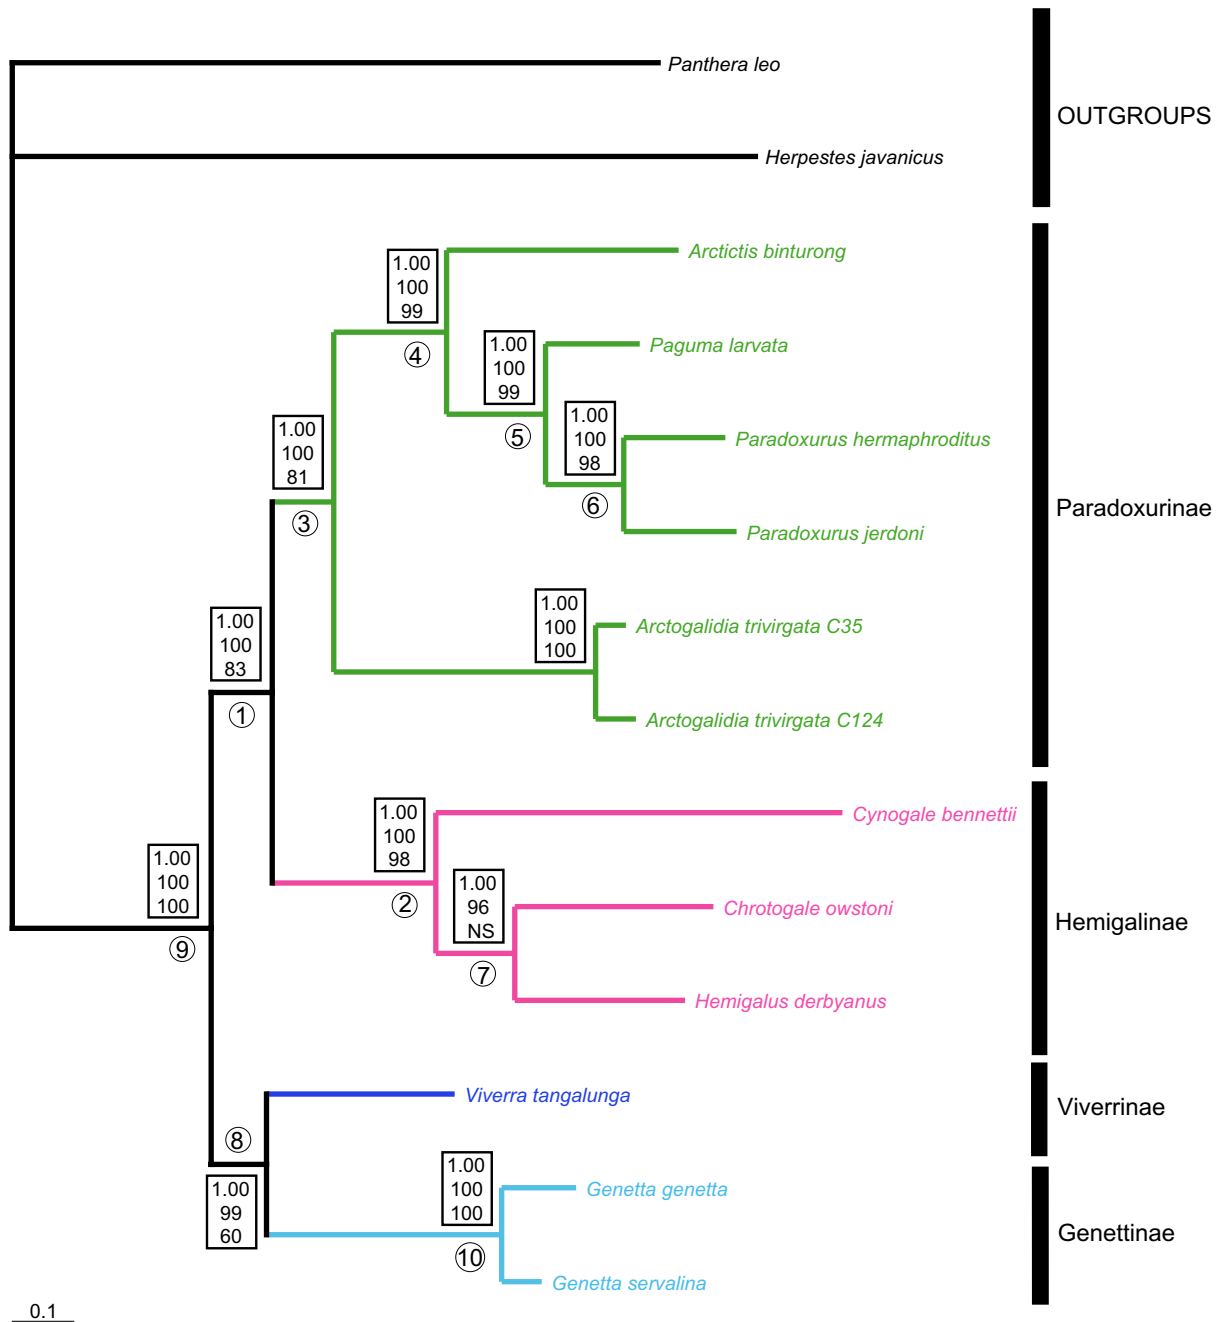 Panthera leo
OUTGROUPS
Herpestes javanicus
Arctictis binturong
1.00
100
99
4
Paguma larvata
1.00
100
99
5
Paradoxurus hermaphroditus
1.00
100
98
6
Paradoxurus jerdoni
Paradoxurinae
1.00
100
81
3
Arctogalidia trivirgata C35
1.00
100
100
Arctogalidia trivirgata C124
1.00
100
83
1
Cynogale bennettii
1.00
100
98
2
Chrotogale owstoni
1.00
96
NS
7
Hemigalus derbyanus
Hemigalinae
1.00
100
100
9
Viverra tangalunga
Viverrinae
8
1.00
99
60
Genetta genetta
1.00
100
100
10
Genetta servalina
Genettinae
0.1